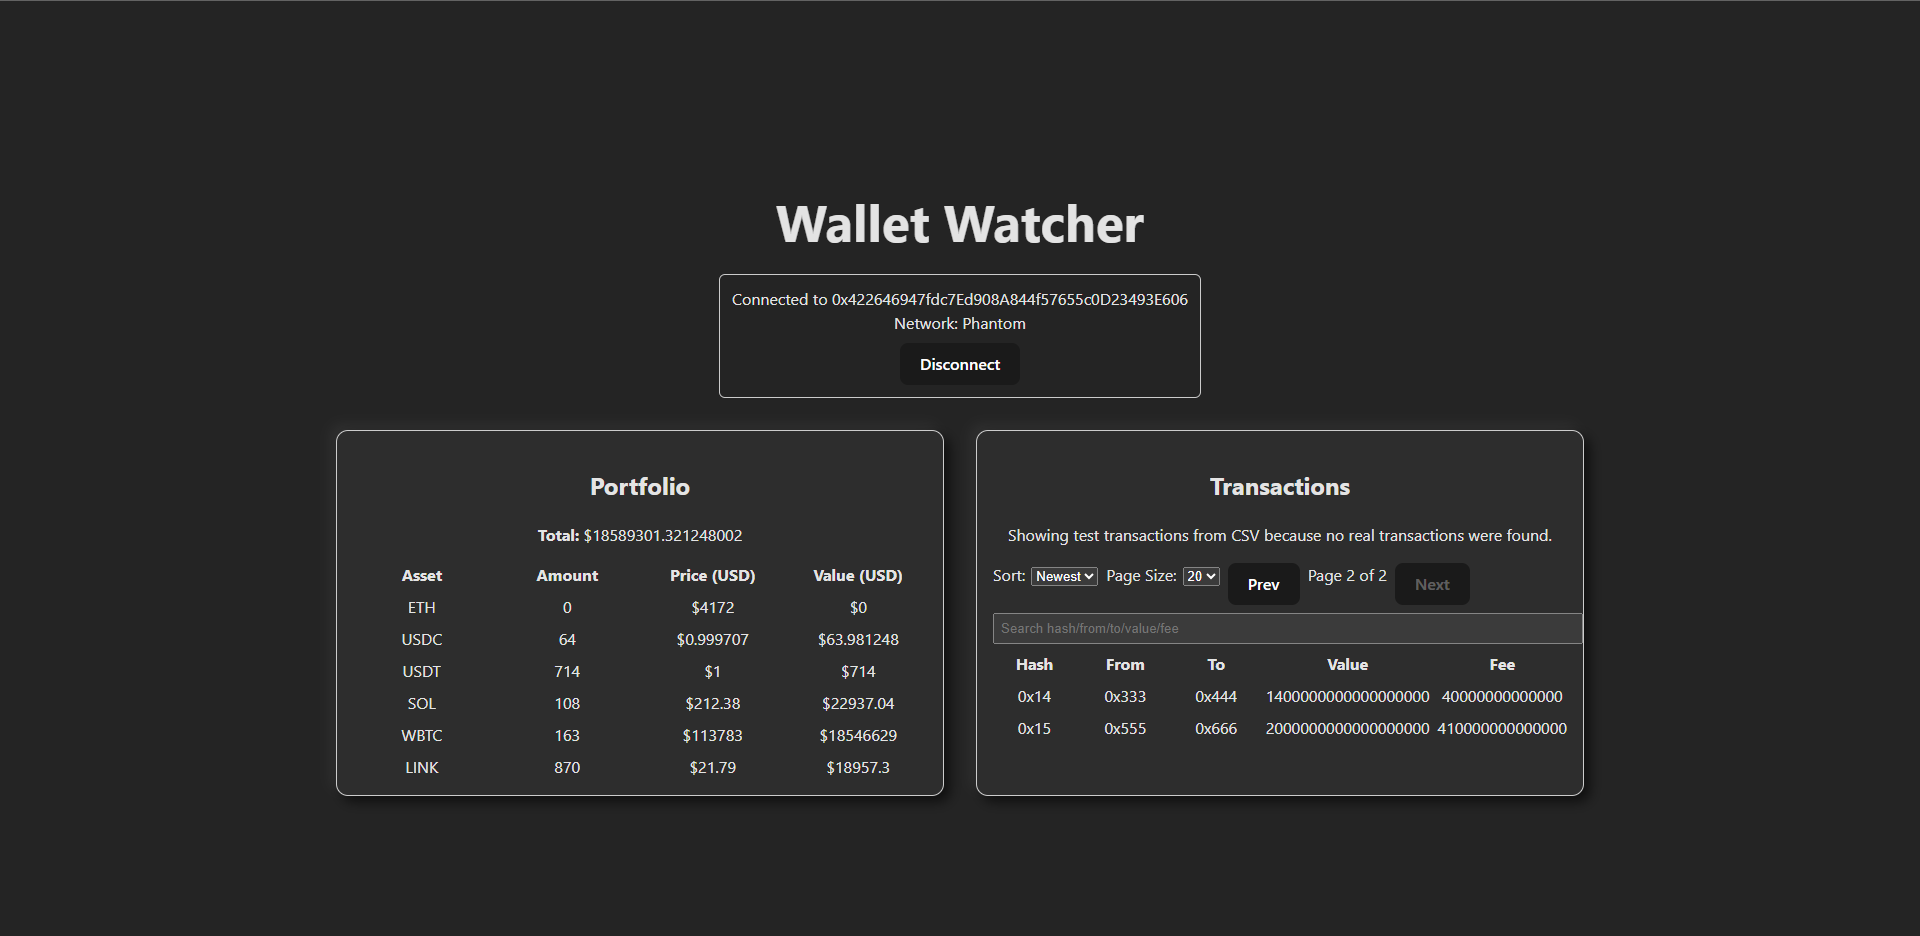 Wallet Watcher
Connected to 0x422646947fdc7Ed908A844f57655c0D23493E606
Network: Phantom
Disconnect
Portfolio
Total: $18589301.321248002
Asset Amount Price (USD) Value (USD)
ETH 0 $4172 $0
USDC 64 $0.999707 $63.981248
USDT 714 $1 $714
SOL 108 $212.38 $22937.04
WBTC 163 $113783 $18546629
LINK 870 $21.79 $18957.3
Transactions
Showing test transactions from CSV because no real transactions were found.
Sort: Newest Page Size: 20 Prev Page 2 of 2 Next
Search hash/from/to/value/fee
Hash From To Value Fee
0x14 0x333 0x444 1400000000000000000 40000000000000
0x15 0x555 0x666 2000000000000000000 410000000000000